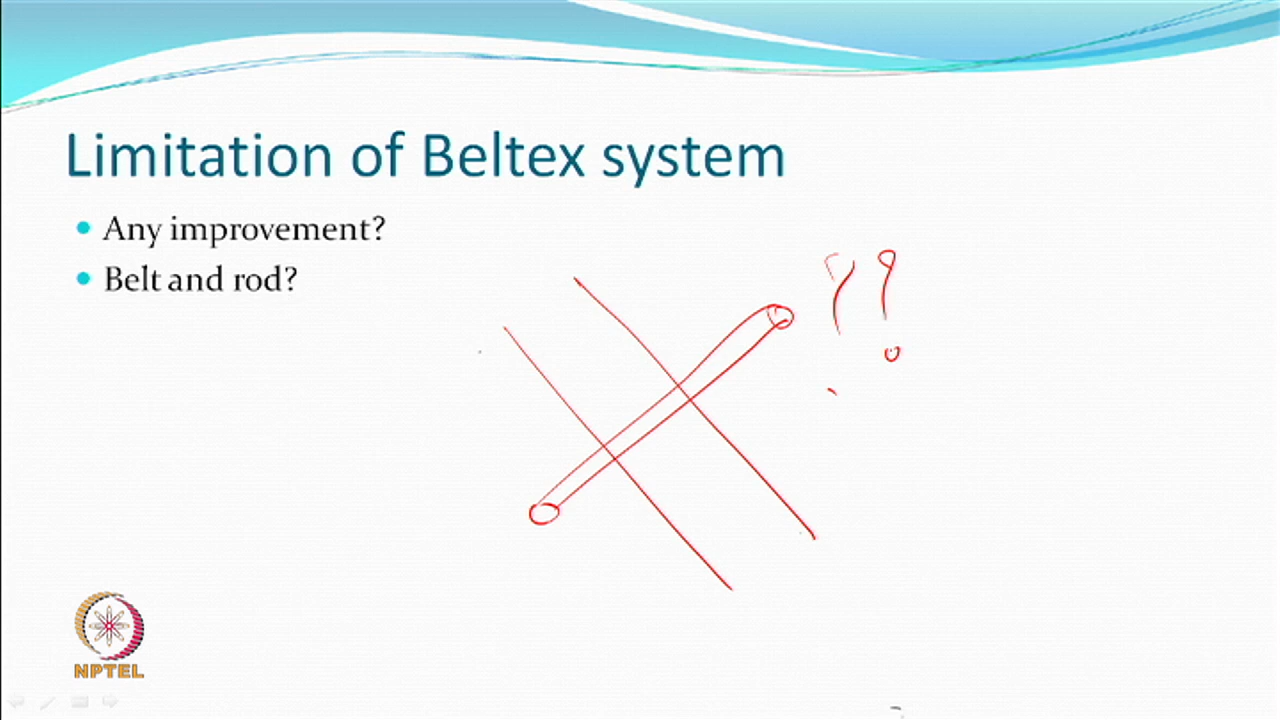 Limitation of Beltex system
Any improvement?
Belt and rod?
??
NPTEL